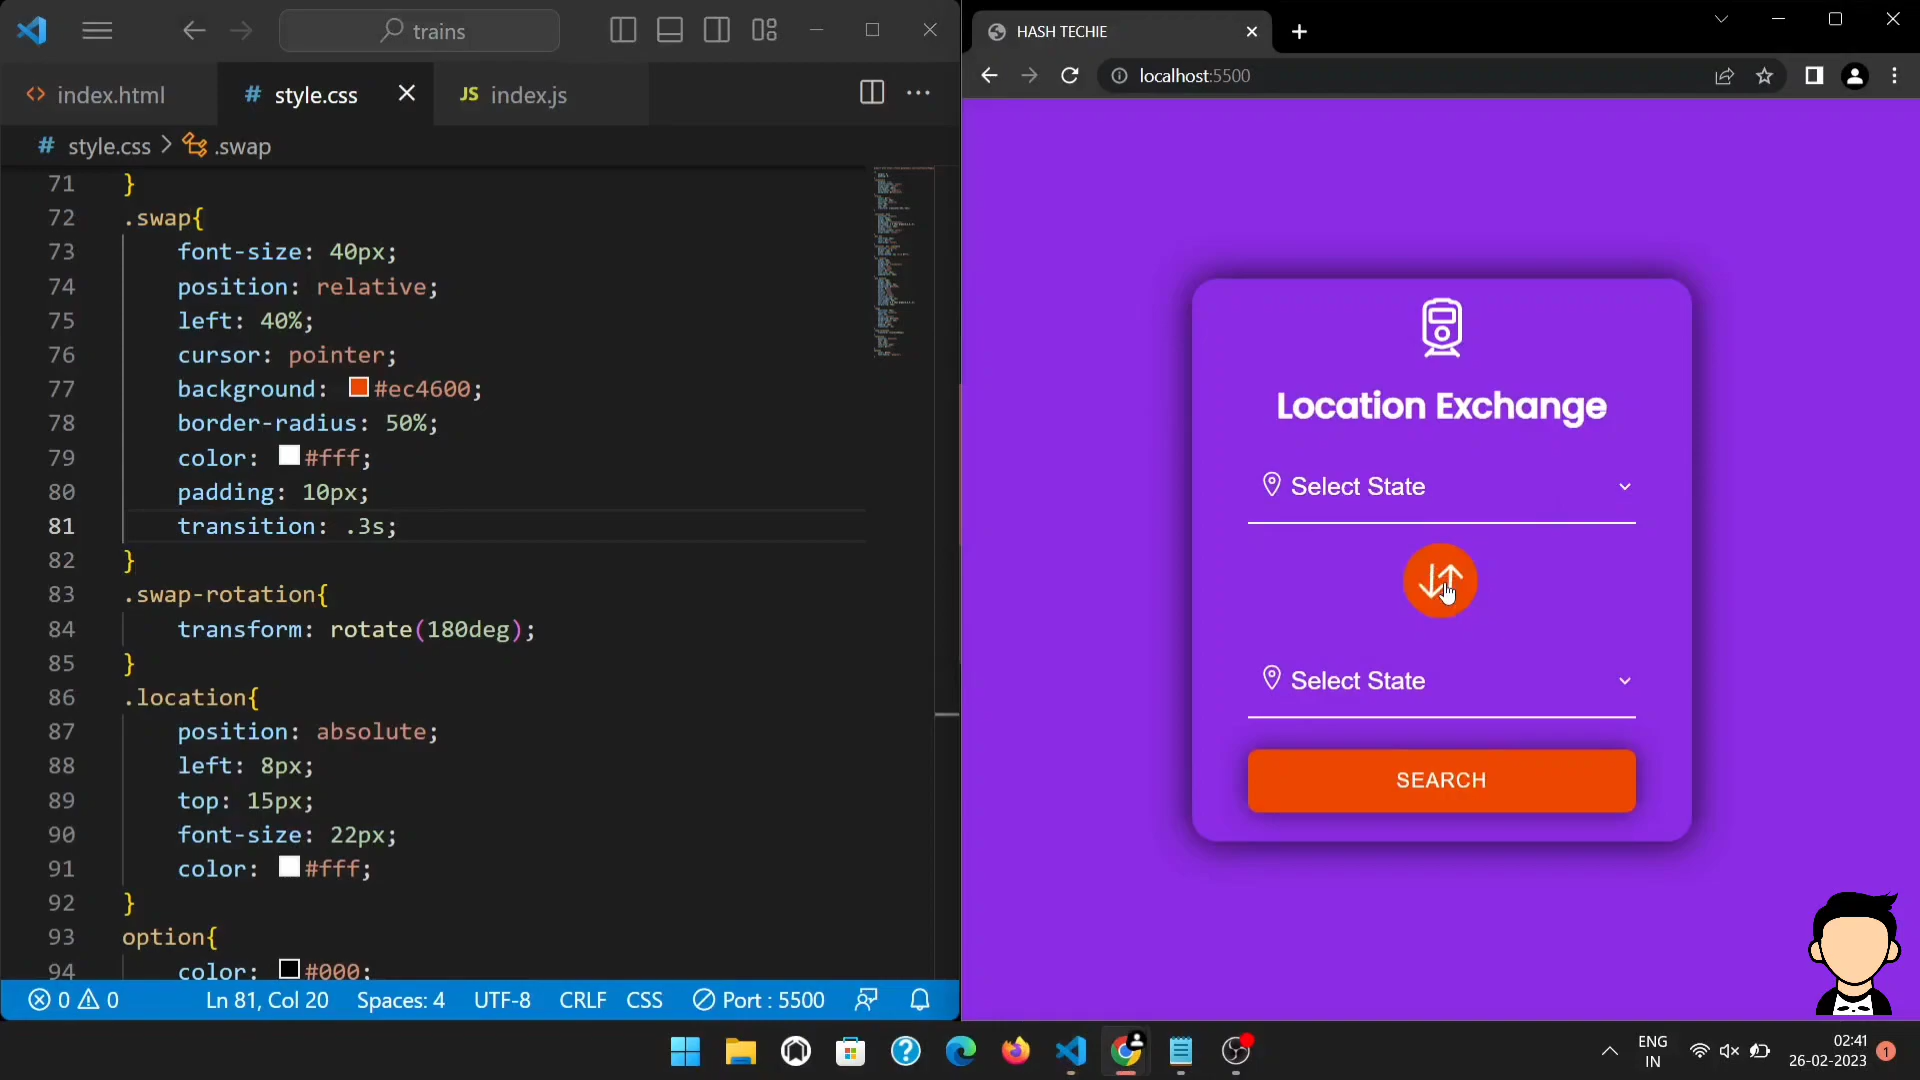 trains
index.html
# style.css
JS index.js
# style.css > .swap
71 }
72 .swap{
73 font-size: 40px;
74 position: relative;
75 left: 40%;
76 cursor: pointer;
77 background: #ec4600;
78 border-radius: 50%;
79 color: #fff;
80 padding: 10px;
81 transition: .3s;
82 }
83 .swap-rotation{
84 transform: rotate(180deg);
85 }
86 .location{
87 position: absolute;
88 left: 8px;
89 top: 15px;
90 font-size: 22px;
91 color: #fff;
92 }
93 option{
94 color: #000;
0 0 Ln 81, Col 20 Spaces: 4 UTF-8 CRLF CSS Port : 5500
HASH TECHIE
localhost:5500
Location Exchange
Select State
Select State
SEARCH
ENG
IN
02:41
26-02-2023
1